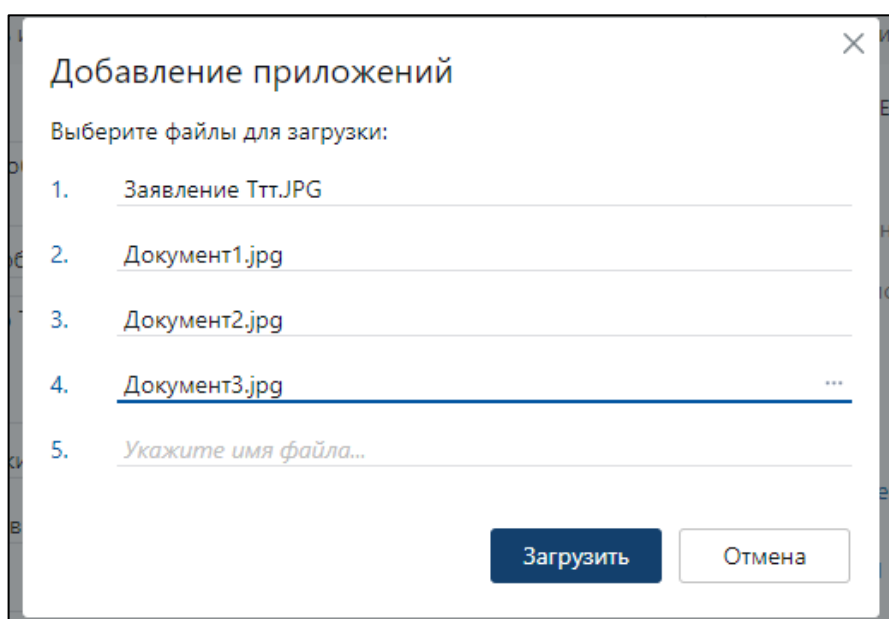 Добавление приложений
Выберите файлы для загрузки:
1. Заявление Ттт.JPG
2. Документ1.jpg
3. Документ2.jpg
4. Документ3.jpg ...
5. Укажите имя файла...
Загрузить Отмена